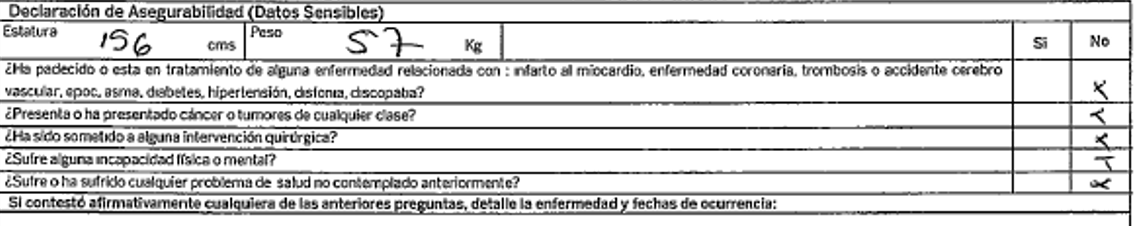 Declaración de Asegurabilidad (Datos Sensibles)
Estatura 156 cms Peso 57 Kg Si No
¿Ha padecido o esta en tratamiento de alguna enfermedad relacionada con : infarto al miocardio, enfermedad coronaria, trombosis o accidente cerebro
vascular, epoc, asma, diabetes, hipertensión, disfonia, discopatia? X
¿Presenta o ha presentado cáncer o tumores de cualquier clase? X
¿Ha sido sometido a alguna intervención quirúrgica? X
¿Sufre alguna incapacidad física o mental? X
¿Sufre o ha sufrido cualquier problema de salud no contemplado anteriormente? X
Si contestó afirmativamente cualquiera de las anteriores preguntas, detalle la enfermedad y fechas de ocurrencia: